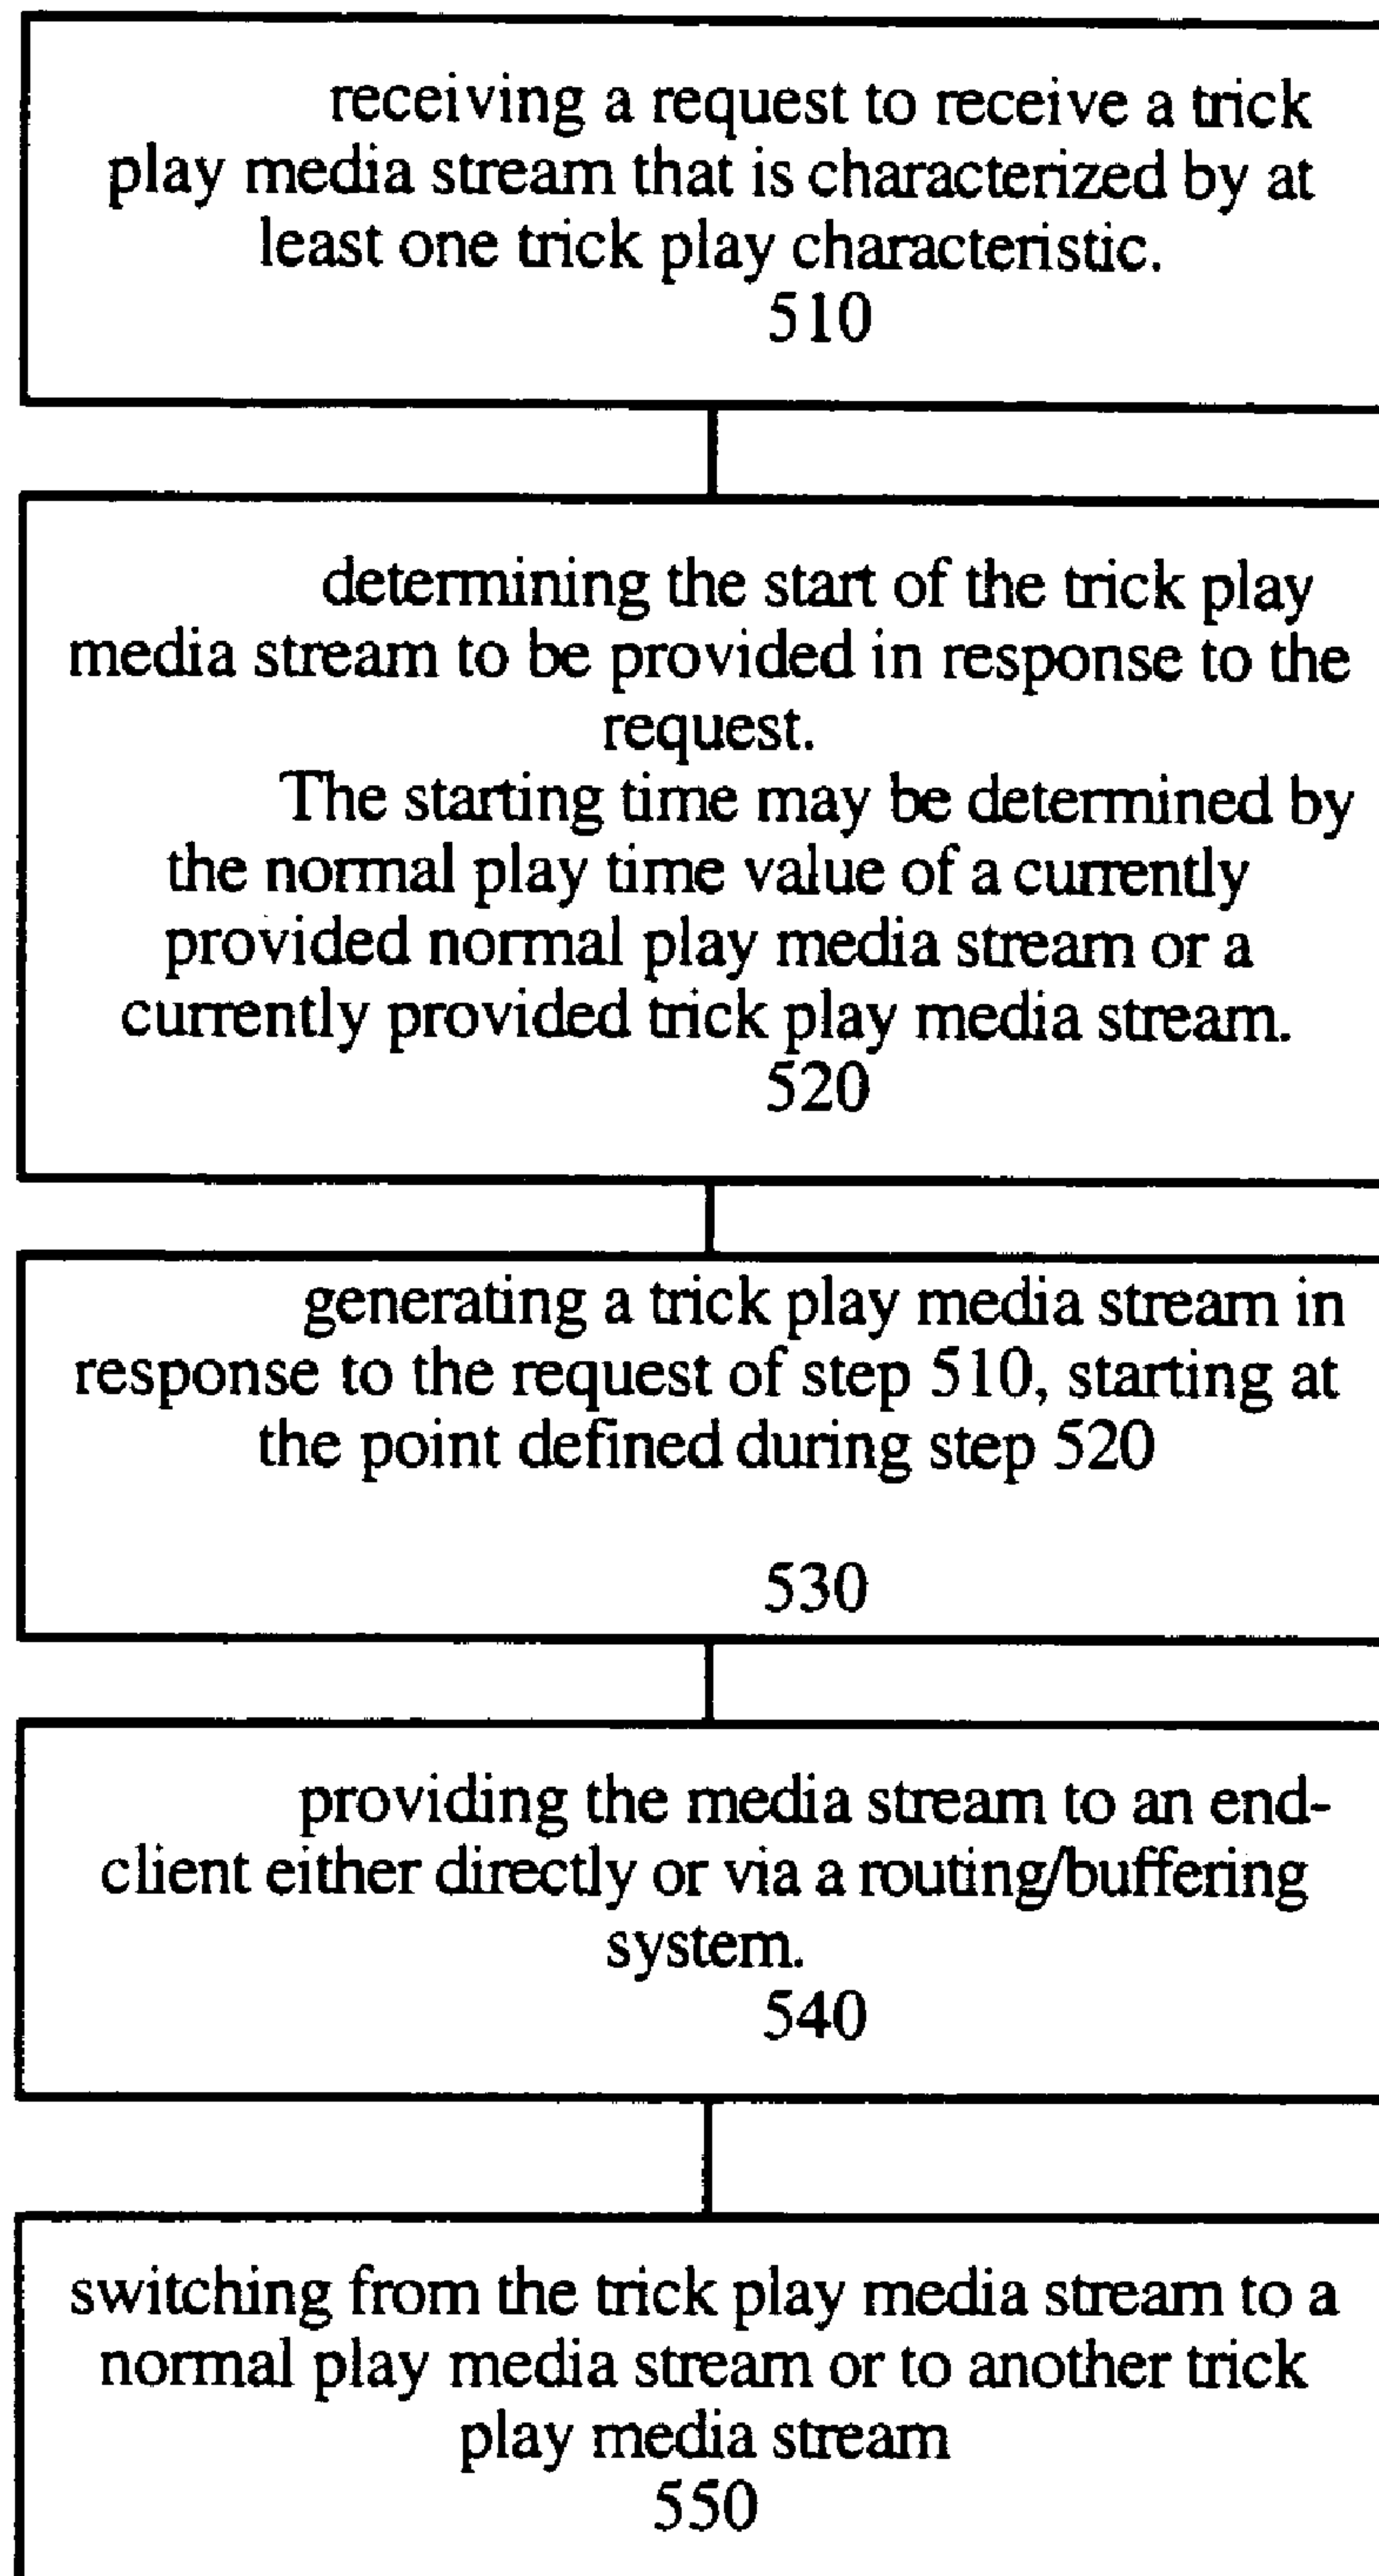 receiving a request to receive a trick
play media stream that is characterized by at
least one trick play characteristic.
510
determining the start of the trick play
media stream to be provided in response to the
request.
The starting time may be determined by
the normal play time value of a currently
provided normal play media stream or a
currently provided trick play media stream.
520
generating a trick play media stream in
response to the request of step 510, starting at
the point defined during step 520
530
providing the media stream to an end-
client either directly or via a routing/buffering
system.
540
switching from the trick play media stream to a
normal play media stream or to another trick
play media stream
550